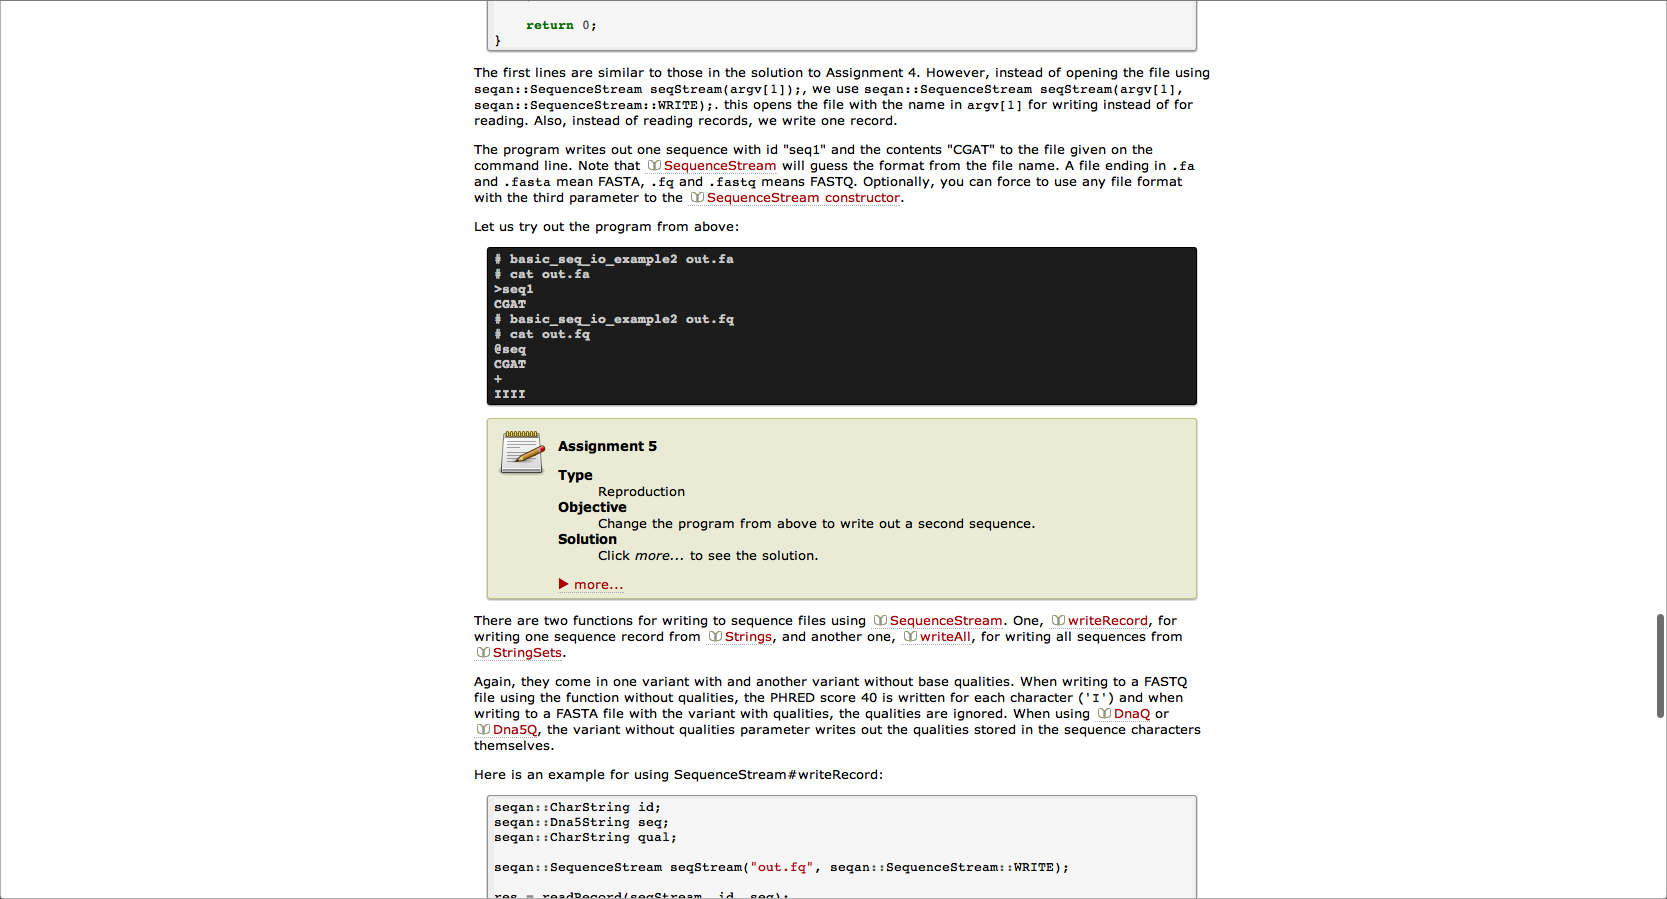 return 0;
}
The first lines are similar to those in the solution to Assignment 4. However, instead of opening the file using
seqan::SequenceStream seqStream(argv[1]);, we use seqan::SequenceStream seqStream(argv[1],
seqan::SequenceStream::WRITE);. this opens the file with the name in argv[1] for writing instead of for
reading. Also, instead of reading records, we write one record.
The program writes out one sequence with id "seq1" and the contents "CGAT" to the file given on the
command line. Note that SequenceStream will guess the format from the file name. A file ending in .fa
and .fasta mean FASTA, .fq and .fastq means FASTQ. Optionally, you can force to use any file format
with the third parameter to the SequenceStream constructor.
Let us try out the program from above:
# basic_seq_io_example2 out.fa
# cat out.fa
>seq1
CGAT
# basic_seq_io_example2 out.fq
# cat out.fq
@seq
CGAT
+
IIII
Assignment 5
Type
Reproduction
Objective
Change the program from above to write out a second sequence.
Solution
Click more... to see the solution.
more...
There are two functions for writing to sequence files using SequenceStream. One, writeRecord, for
writing one sequence record from Strings, and another one, writeAll, for writing all sequences from
StringSets.
Again, they come in one variant with and another variant without base qualities. When writing to a FASTQ
file using the function without qualities, the PHRED score 40 is written for each character ('I') and when
writing to a FASTA file with the variant with qualities, the qualities are ignored. When using DnaQ or
Dna5Q, the variant without qualities parameter writes out the qualities stored in the sequence characters
themselves.
Here is an example for using SequenceStream#writeRecord:
seqan::CharString id;
seqan::Dna5String seq;
seqan::CharString qual;
seqan::SequenceStream seqStream("out.fq", seqan::SequenceStream::WRITE);
res = readRecord(seqStream, id, seq);